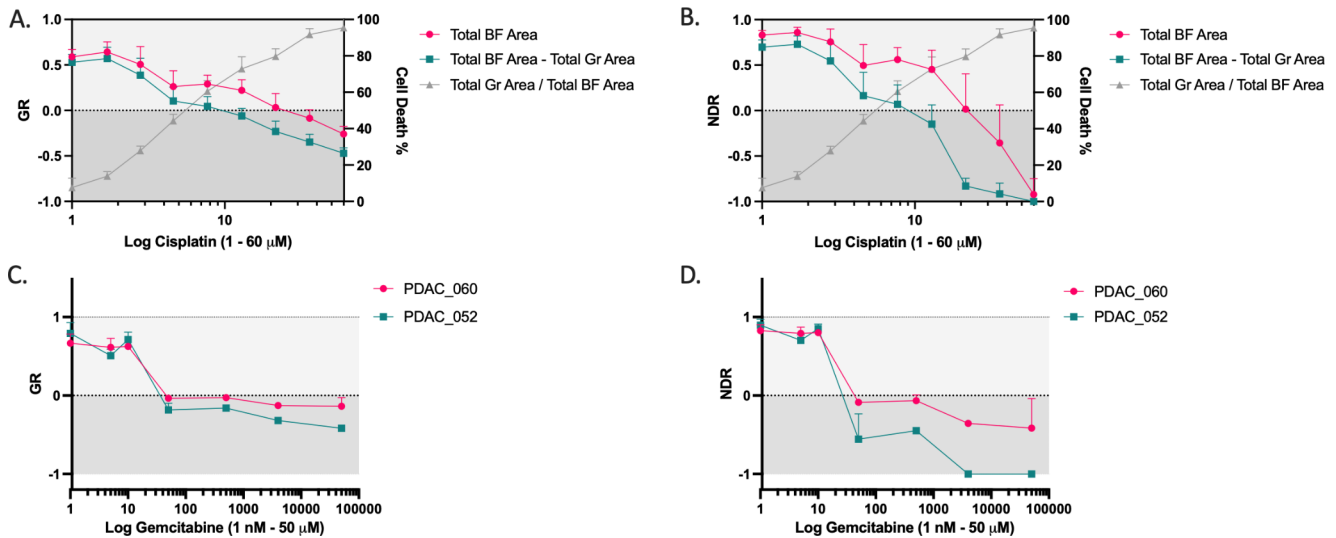 A.
1.0
0.5
0.0
-0.5
-1.0
GR
100
80
60
40
20
0
Cell Death %
1
10
Log Cisplatin (1 - 60 μM)
Total BF Area
Total BF Area - Total Gr Area
Total Gr Area / Total BF Area
B.
1.0
0.5
0.0
-0.5
-1.0
NDR
100
80
60
40
20
0
Cell Death %
1
10
Log Cisplatin (1 - 60 μM)
Total BF Area
Total BF Area - Total Gr Area
Total Gr Area / Total BF Area
C.
1
0
-1
GR
1
10
100
1000
10000
100000
Log Gemcitabine (1 nM - 50 μM)
PDAC_060
PDAC_052
D.
1
0
-1
NDR
1
10
100
1000
10000
100000
Log Gemcitabine (1 nM - 50 μM)
PDAC_060
PDAC_052